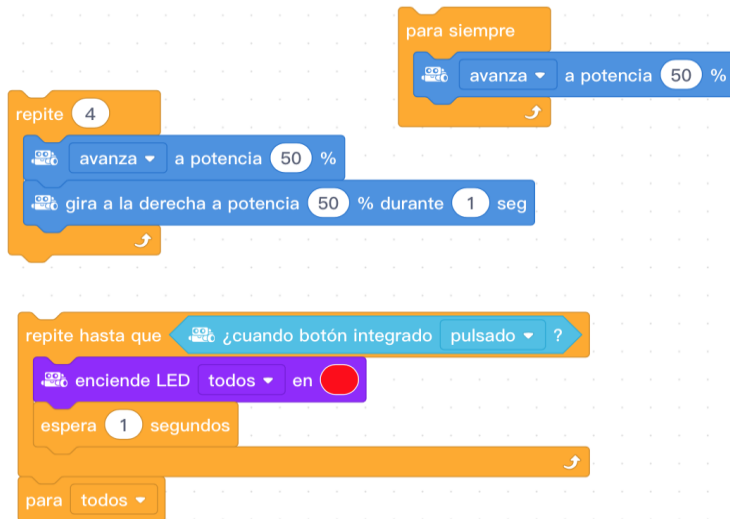 para siempre
avanza a potencia 50 %
repite 4
avanza a potencia 50 %
gira a la derecha a potencia 50 % durante 1 seg
repite hasta que ¿cuando botón integrado pulsado ?
enciende LED todos en
espera 1 segundos
para todos